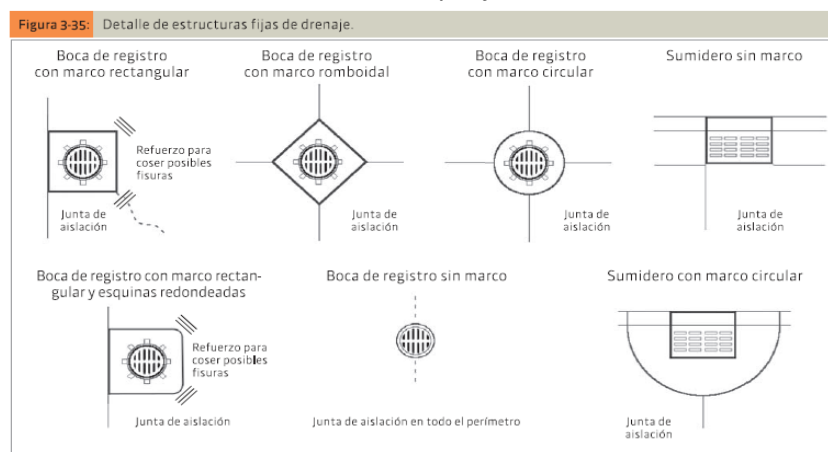 Figura 3-35: Detalle de estructuras fijas de drenaje.
Boca de registro
con marco rectangular
Boca de registro
con marco romboidal
Boca de registro
con marco circular
Sumidero sin marco
Refuerzo para
coser posibles
fisuras
Junta de
aislación
Junta de
aislación
Junta de
aislación
Junta de
aislación
Boca de registro con marco rectan-
gular y esquinas redondeadas
Boca de registro sin marco
Sumidero con marco circular
Refuerzo para
coser posibles
fisuras
Junta de aislación
Junta de aislación en todo el perímetro
Junta de
aislación